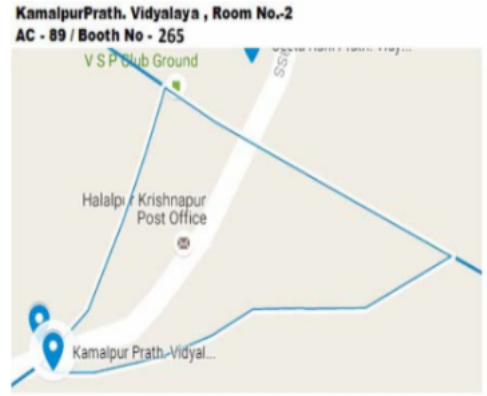 KamalpurPrath. Vidyalaya , Room No.-2
AC - 89 / Booth No - 265
V S P Club Ground
Halalpur Krishnapur
Post Office
Kamalpur Prath. Vidyal...